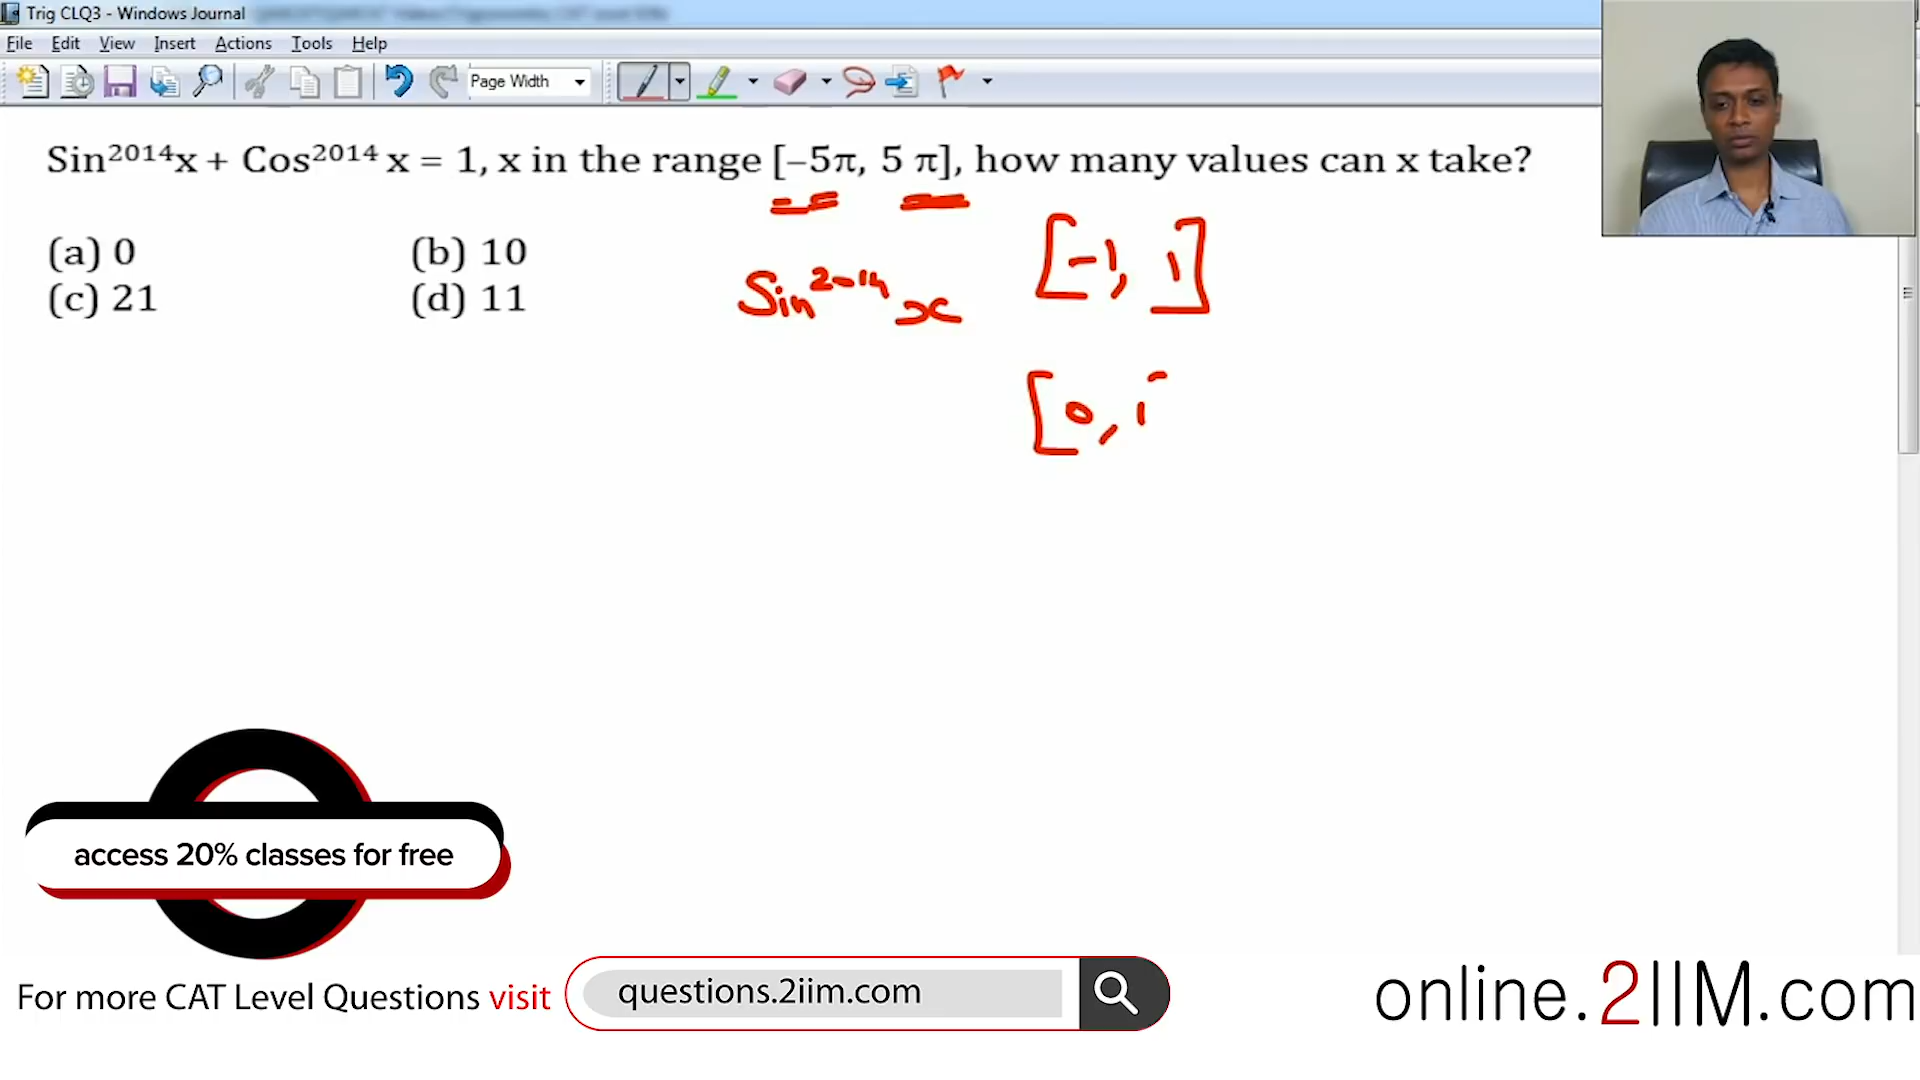 Trig CLQ3 - Windows Journal
File Edit View Insert Actions Tools Help
Page Width
Sin²⁰¹⁴x + Cos²⁰¹⁴ x = 1, x in the range [−5π, 5 π], how many values can x take?
(a) 0 (b) 10
(c) 21 (d) 11
Sin²⁰¹⁴ x [-1, 1]
[0, 1
access 20% classes for free
For more CAT Level Questions visit questions.2iim.com
online.2IIM.com